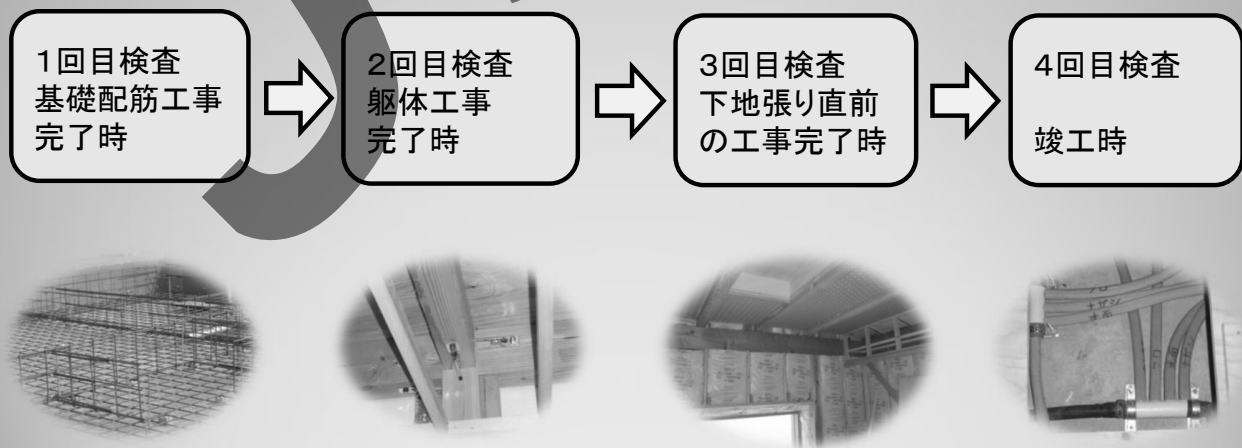 1回目検査
基礎配筋工事
完了時
2回目検査
躯体工事
完了時
3回目検査
下地張り直前
の工事完了時
4回目検査
竣工時